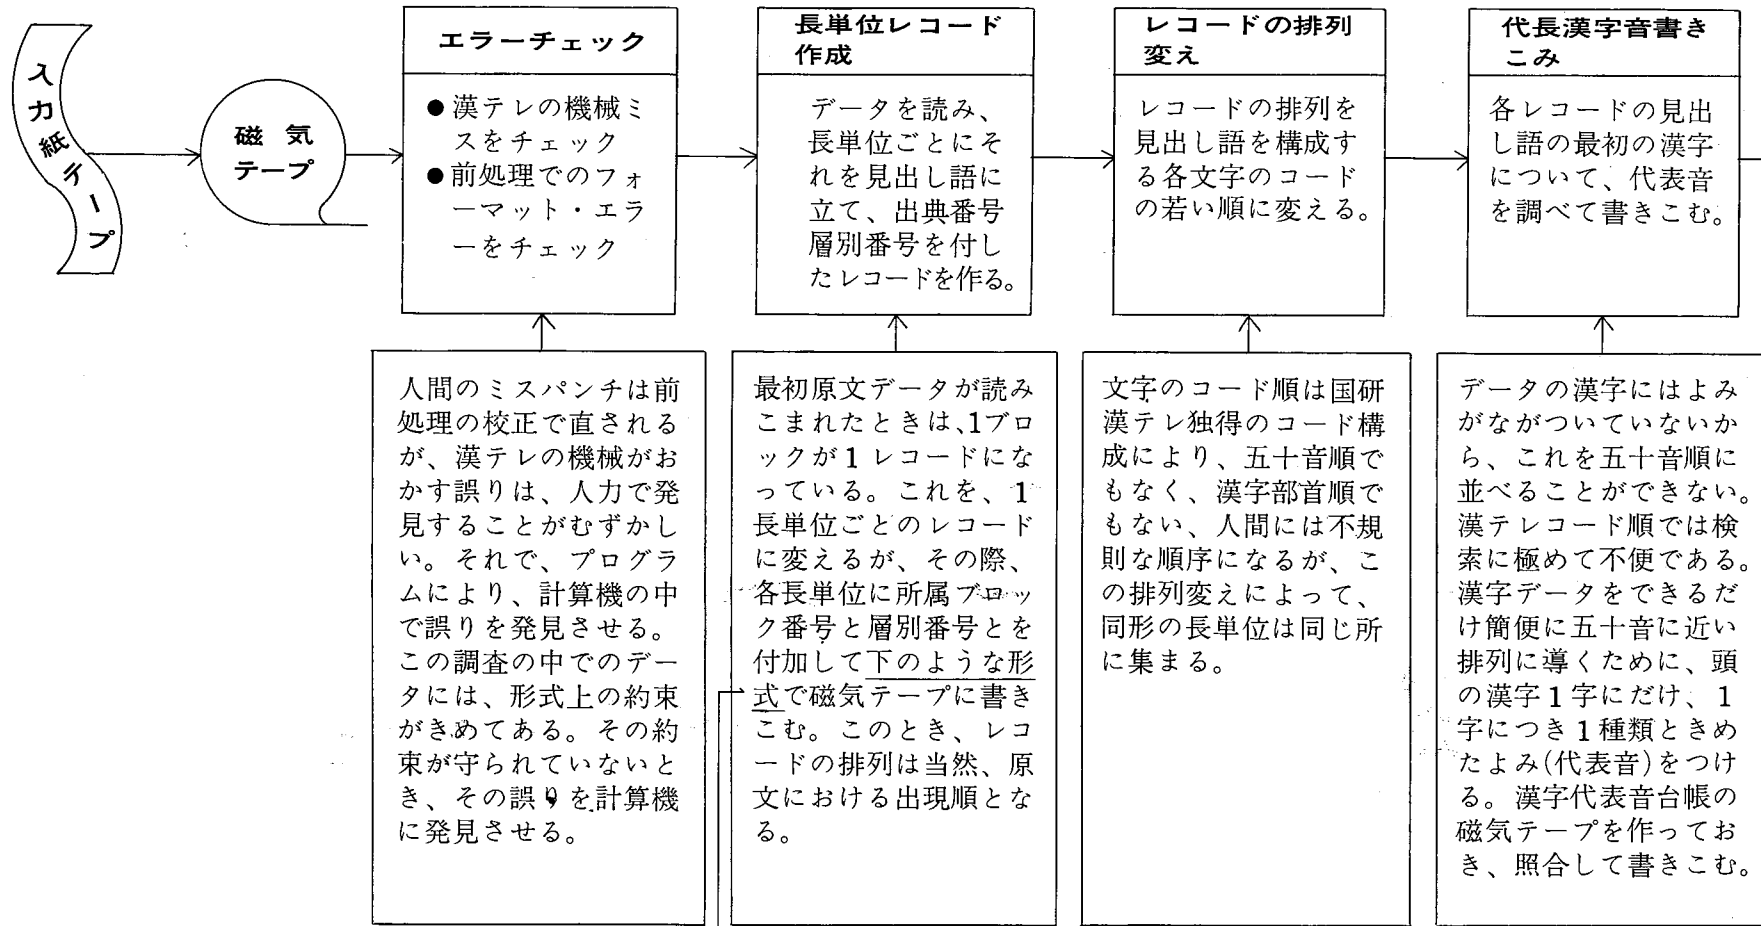 入力紙テープ
磁気
テープ
エラーチェック
●漢テレの機械ミ
スをチェック
●前処理でのフォ
ーマット・エラ
ーをチェック
長単位レコード
作成
データを読み、
長単位ごとにそ
れを見出し語に
立て、出典番号
層別番号を付し
たレコードを作る。
レコードの排列
変え
レコードの排列を
見出し語を構成す
る各文字のコード
の若い順に変える。
代長漢字音書き
こみ
各レコードの見出
し語の最初の漢字
について、代表音
を調べて書きこむ。
人間のミスパンチは前
処理の校正で直される
が、漢テレの機械がお
かす誤りは、人力で発
見することがむずかし
い。それで、プログラ
ムにより、計算機の中
で誤りを発見させる。
この調査の中でのデー
タには、形式上の約束
がきめてある。その約
束が守られていないと
き、その誤りを計算機
に発見させる。
最初原文データが読み
こまれたときは、1ブロ
ックが1レコードにな
っている。これを、1
長単位ごとのレコード
に変えるが、その際、
各長単位に所属ブロッ
ク番号と層別番号とを
付加して下のような形
式で磁気テープに書き
こむ。このとき、レコ
ードの排列は当然、原
文における出現順とな
る。
文字のコード順は国研
漢テレ独得のコード構
成により、五十音順で
もなく、漢字部首順で
もない、人間には不規
則な順序になるが、こ
の排列変えによって、
同形の長単位は同じ所
に集まる。
データの漢字にはよみ
がながついていないか
ら、これを五十音順に
並べることができない。
漢テレコード順では検
索に極めて不便である。
漢字データをできるだ
け簡便に五十音に近い
排列に導くために、頭
の漢字1字にだけ、1
字につき1種類ときめ
たよみ(代表音)をつけ
る。漢字代表音台帳の
磁気テープを作ってお
き、照合して書きこむ。